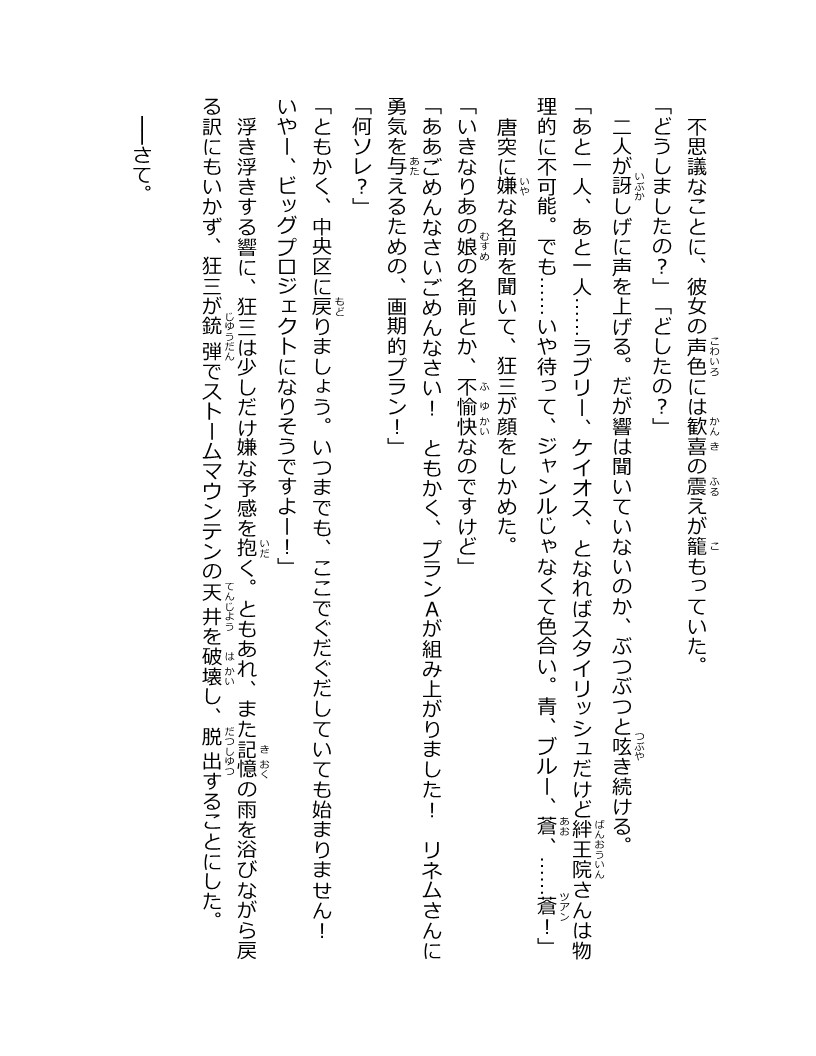 不思議なことに、彼女の声色には歓喜の震えが籠もっていた。
「どうしましたの？」「どしたの？」
二人が訝しげに声を上げる。だが響は聞いていないのか、ぶつぶつと呟き続ける。
「あと一人、あと一人……ラブリー、ケイオス、となればスタイリッシュだけど絆王院さんは物
理的に不可能。でも……いや待って、ジャンルじゃなくて色合い。青、ブルー、蒼、……蒼！」
唐突に嫌な名前を聞いて、狂三が顔をしかめた。
「いきなりあの娘の名前とか、不愉快なのですけど」
「ああごめんなさいごめんなさい！　ともかく、プランＡが組み上がりました！　リネムさんに
勇気を与えるための、画期的プラン！」
「何ソレ？」
「ともかく、中央区に戻りましょう。いつまでも、ここでぐだぐだしていても始まりません！
いやー、ビッグプロジェクトになりそうですよー！」
浮き浮きする響に、狂三は少しだけ嫌な予感を抱く。ともあれ、また記憶の雨を浴びながら戻
る訳にもいかず、狂三が銃弾でストームマウンテンの天井を破壊し、脱出することにした。
──さて。